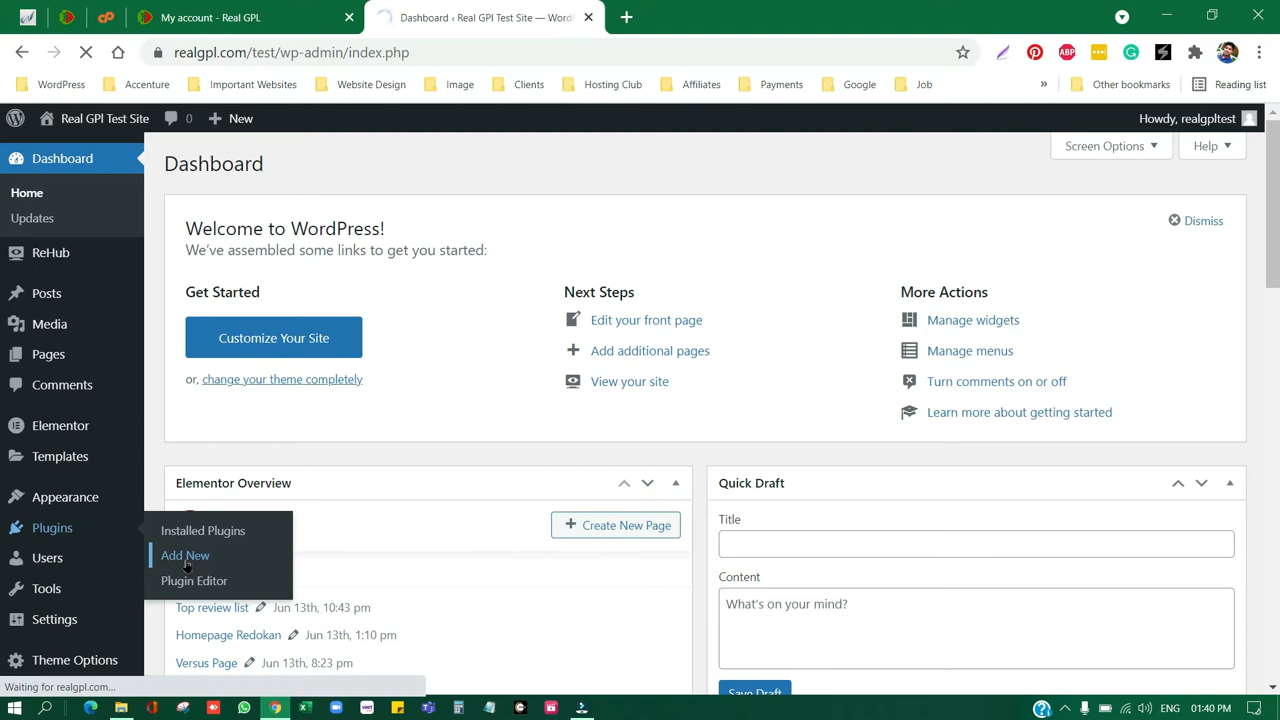 My account - Real GPL
Dashboard ‹ Real GPl Test Site — Word
realgpl.com/test/wp-admin/index.php
WordPress
Accenture
Important Websites
Website Design
Image
Clients
Hosting Club
Affiliates
Payments
Google
Job
»
Other bookmarks
Reading list
Real GPl Test Site
0
New
Howdy, realgpltest
Dashboard
Home
Updates
ReHub
Posts
Media
Pages
Comments
Elementor
Templates
Appearance
Plugins
Users
Tools
Settings
Theme Options
Installed Plugins
Add New
Plugin Editor
Dashboard
Screen Options
Help
Welcome to WordPress!
We've assembled some links to get you started:
Dismiss
Get Started
Customize Your Site
or, change your theme completely
Next Steps
Edit your front page
Add additional pages
View your site
More Actions
Manage widgets
Manage menus
Turn comments on or off
Learn more about getting started
Elementor Overview
Create New Page
Top review list Jun 13th, 10:43 pm
Homepage Redokan Jun 13th, 1:10 pm
Versus Page Jun 13th, 8:23 pm
Quick Draft
Title
Content
What's on your mind?
Save Draft
Waiting for realgpl.com...
01:40 PM